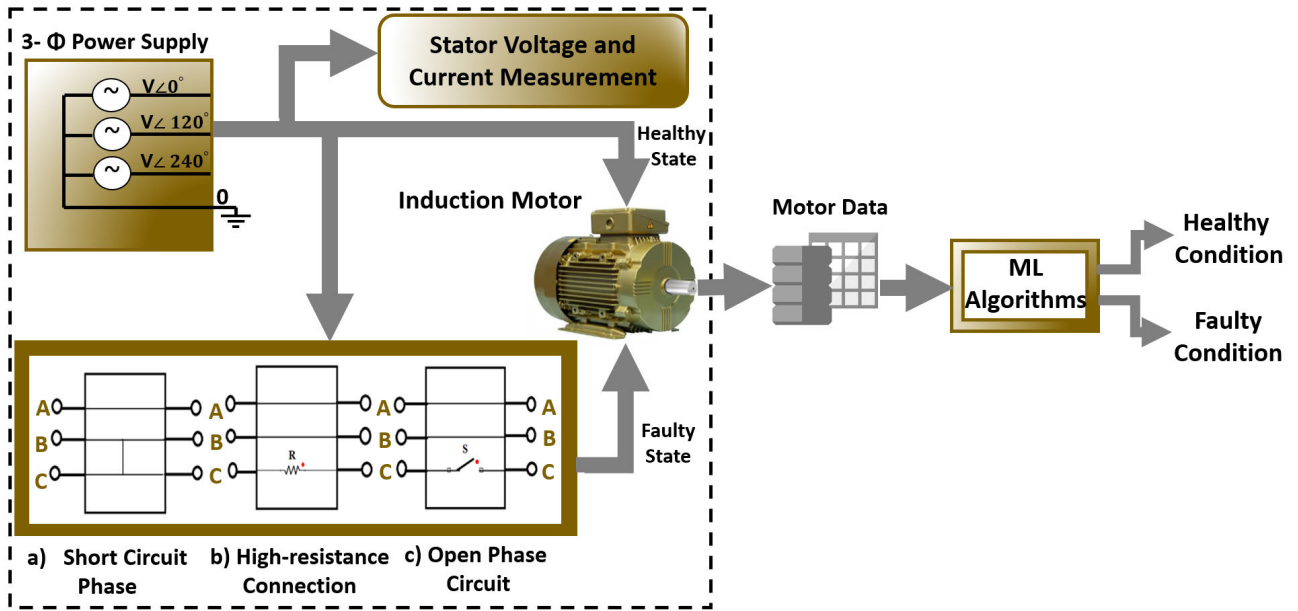 3- Φ Power Supply
V∠0°
V∠ 120°
V∠ 240°
0
Stator Voltage and
Current Measurement
Healthy
State
Induction Motor
Motor Data
ML
Algorithms
Healthy
Condition
Faulty
Condition
A
B
C
A
B
C
R
A
B
C
S
A
B
C
Faulty
State
a) Short Circuit
Phase
b) High-resistance
Connection
c) Open Phase
Circuit